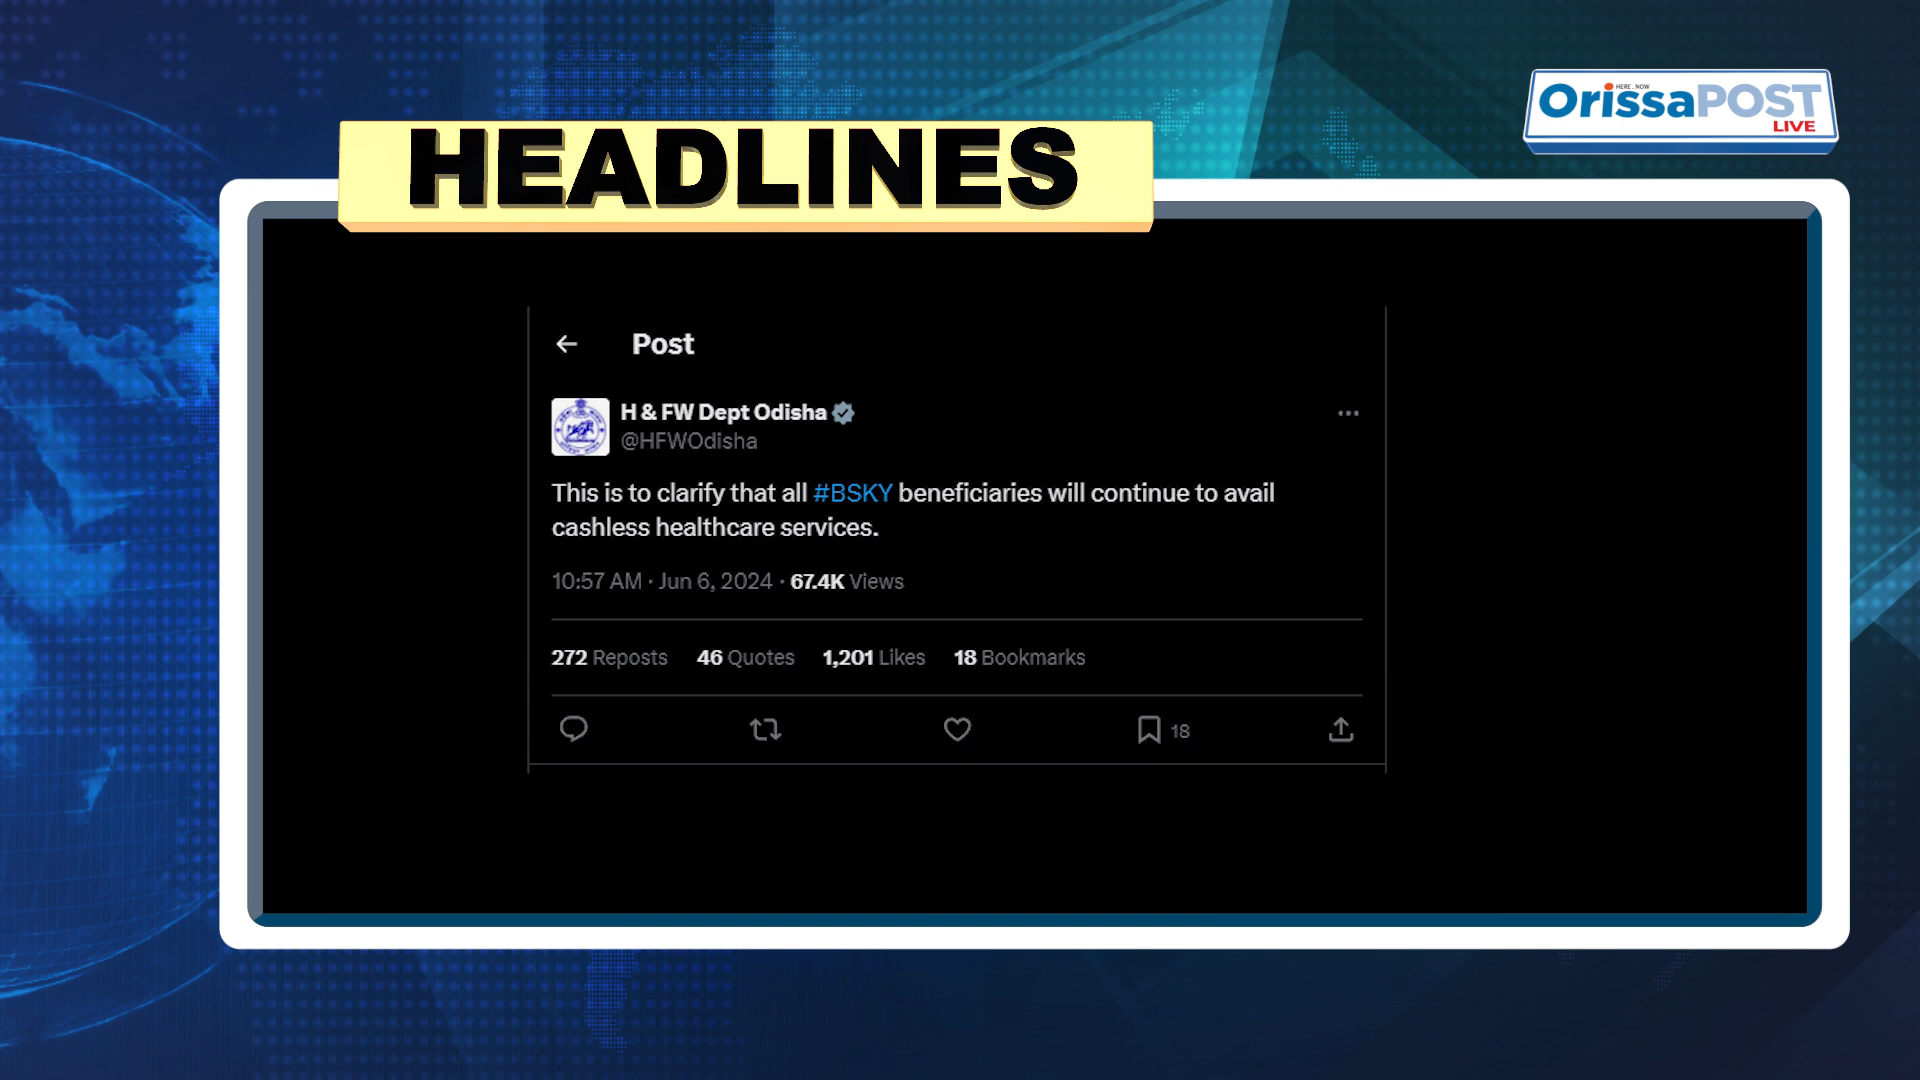 HERE . NOW
OrissaPOST
LIVE
HEADLINES
Post
H & FW Dept Odisha
@HFWOdisha
This is to clarify that all #BSKY beneficiaries will continue to avail
cashless healthcare services.
10:57 AM · Jun 6, 2024 · 67.4K Views
272 Reposts 46 Quotes 1,201 Likes 18 Bookmarks
18